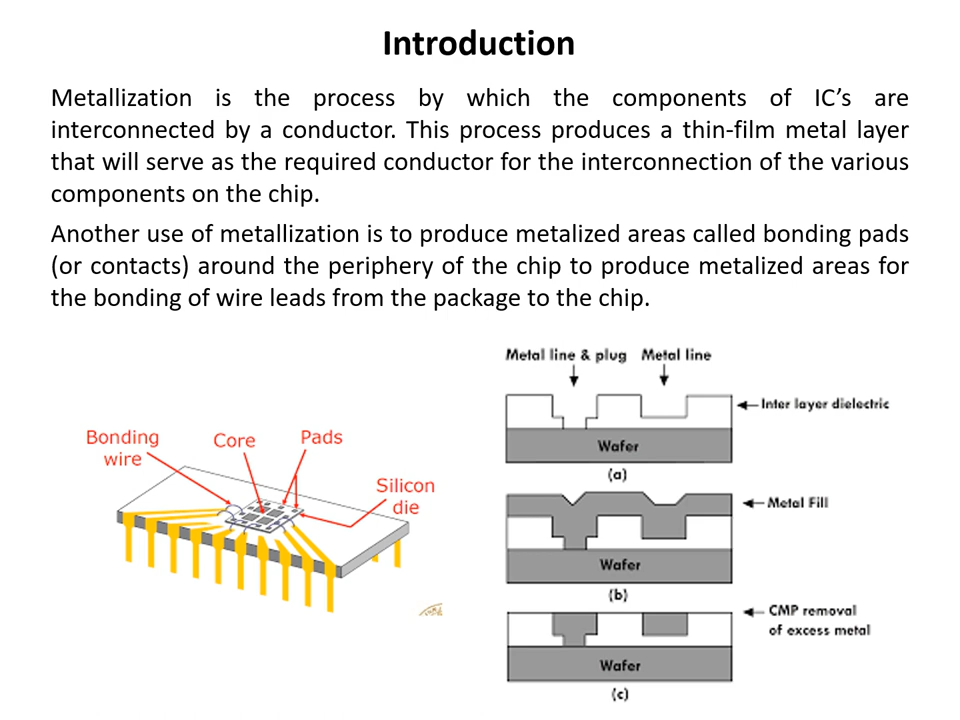 Introduction
Metallization is the process by which the components of IC’s are
interconnected by a conductor. This process produces a thin-film metal layer
that will serve as the required conductor for the interconnection of the various
components on the chip.
Another use of metallization is to produce metalized areas called bonding pads
(or contacts) around the periphery of the chip to produce metalized areas for
the bonding of wire leads from the package to the chip.
Bonding
wire
Core
Pads
Silicon
die
Metal line & plug
Metal line
Inter layer dielectric
Wafer
(a)
Metal Fill
Wafer
(b)
CMP removal
of excess metal
Wafer
(c)